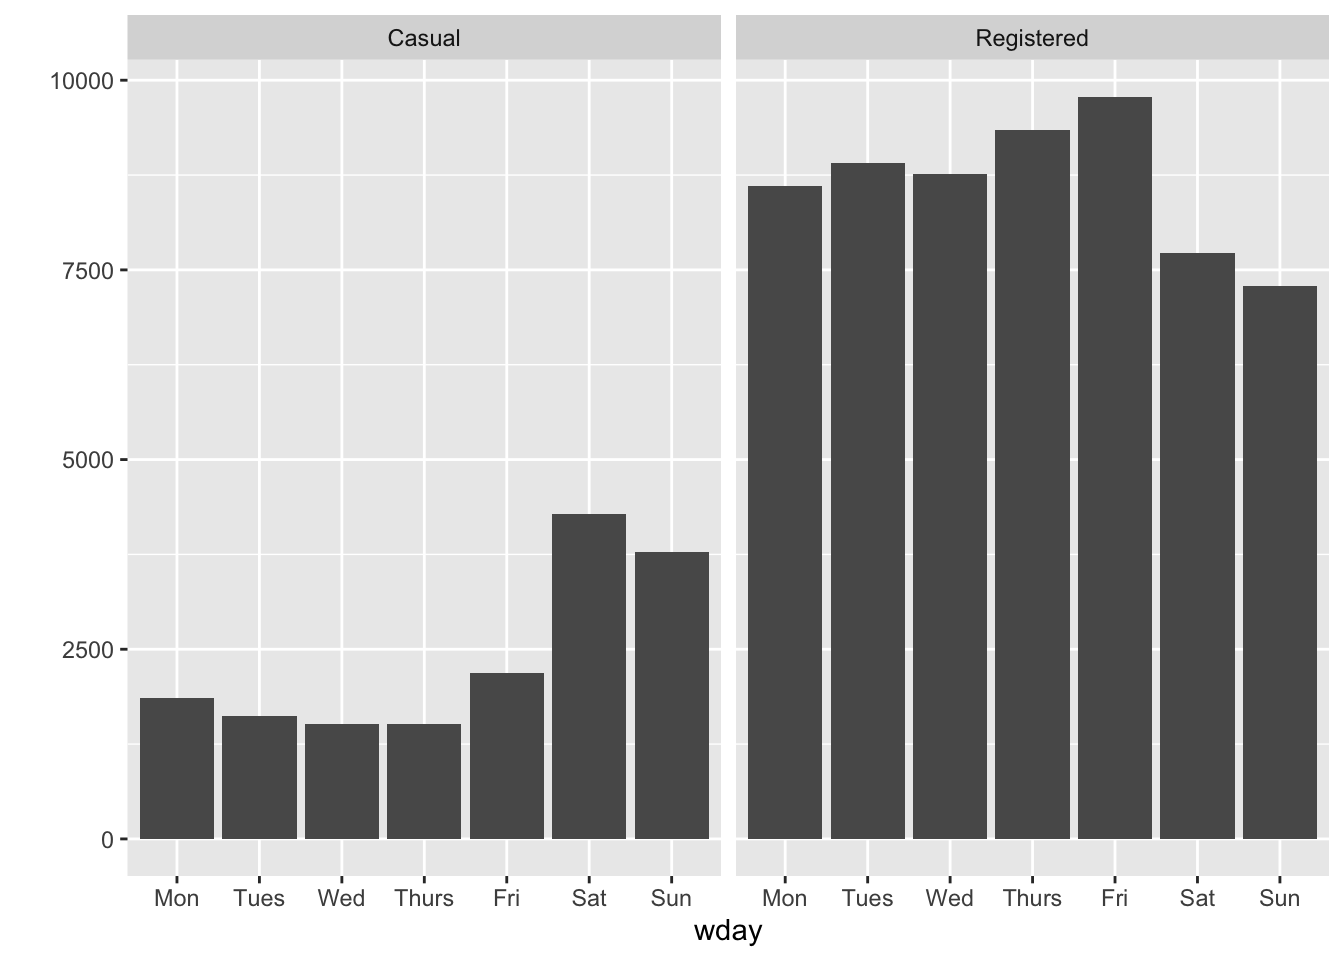 Casual Registered
10000
7500
5000
2500
0
Mon Tues Wed Thurs Fri Sat Sun Mon Tues Wed Thurs Fri Sat Sun
wday